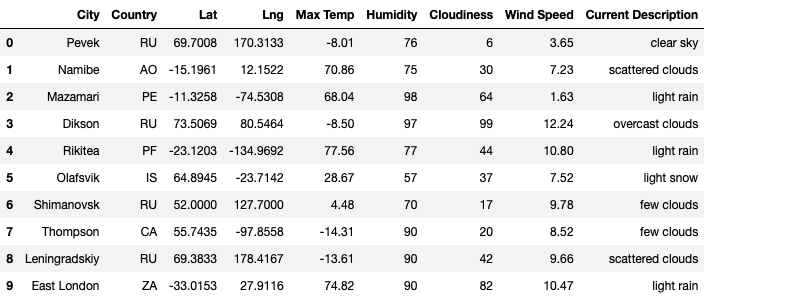 City Country Lat Lng Max Temp Humidity Cloudiness Wind Speed Current Description
0 Pevek RU 69.7008 170.3133 -8.01 76 6 3.65 clear sky
1 Namibe AO -15.1961 12.1522 70.86 75 30 7.23 scattered clouds
2 Mazamari PE -11.3258 -74.5308 68.04 98 64 1.63 light rain
3 Dikson RU 73.5069 80.5464 -8.50 97 99 12.24 overcast clouds
4 Rikitea PF -23.1203 -134.9692 77.56 77 44 10.80 light rain
5 Olafsvik IS 64.8945 -23.7142 28.67 57 37 7.52 light snow
6 Shimanovsk RU 52.0000 127.7000 4.48 70 17 9.78 few clouds
7 Thompson CA 55.7435 -97.8558 -14.31 90 20 8.52 few clouds
8 Leningradskiy RU 69.3833 178.4167 -13.61 90 42 9.66 scattered clouds
9 East London ZA -33.0153 27.9116 74.82 90 82 10.47 light rain